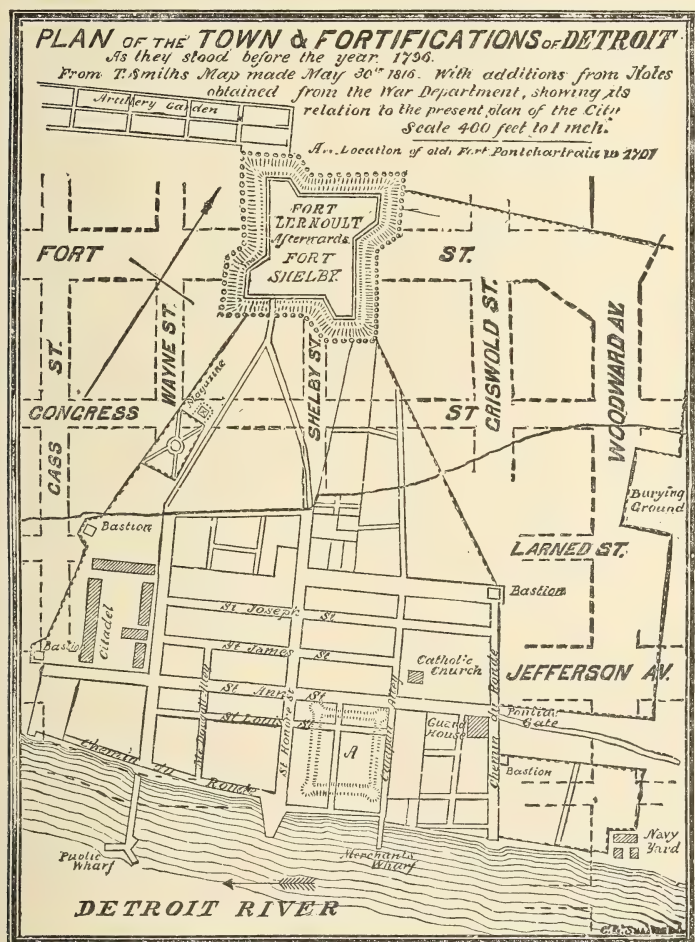 PLAN OF THE TOWN & FORTIFICATIONS OF DETROIT
As they stood before the year, 1796.
From T. Smiths Map made May 30th 1816. With additions from Notes
obtained from the War Department, showing its
relation to the present plan of the City
Scale 400 feet to 1 inch.
A Location of old Fort Pontchartrain in 1701
Artillery Garden
FORT
LERNOULT
Afterwards
FORT
SHELBY.
FORT
ST.
WAYNE ST.
SHELBY ST.
GRISWOLD ST.
WOODWARD AV.
CASS
ST.
CONGRESS
ST
Magazine
Burying
Ground
Bastion
LARNED ST.
Bastion
Citadel
St Joseph St
St James St
St Ann St
St Louis St
Catholic
Church
JEFFERSON AV.
Pontiac
Gate
Guard
House
Chemin du Ronde
St Honore St
A
Bastion
Chemin du Ronde
Public
Wharf
Merchants
Wharf
Navy
Yard
DETROIT RIVER